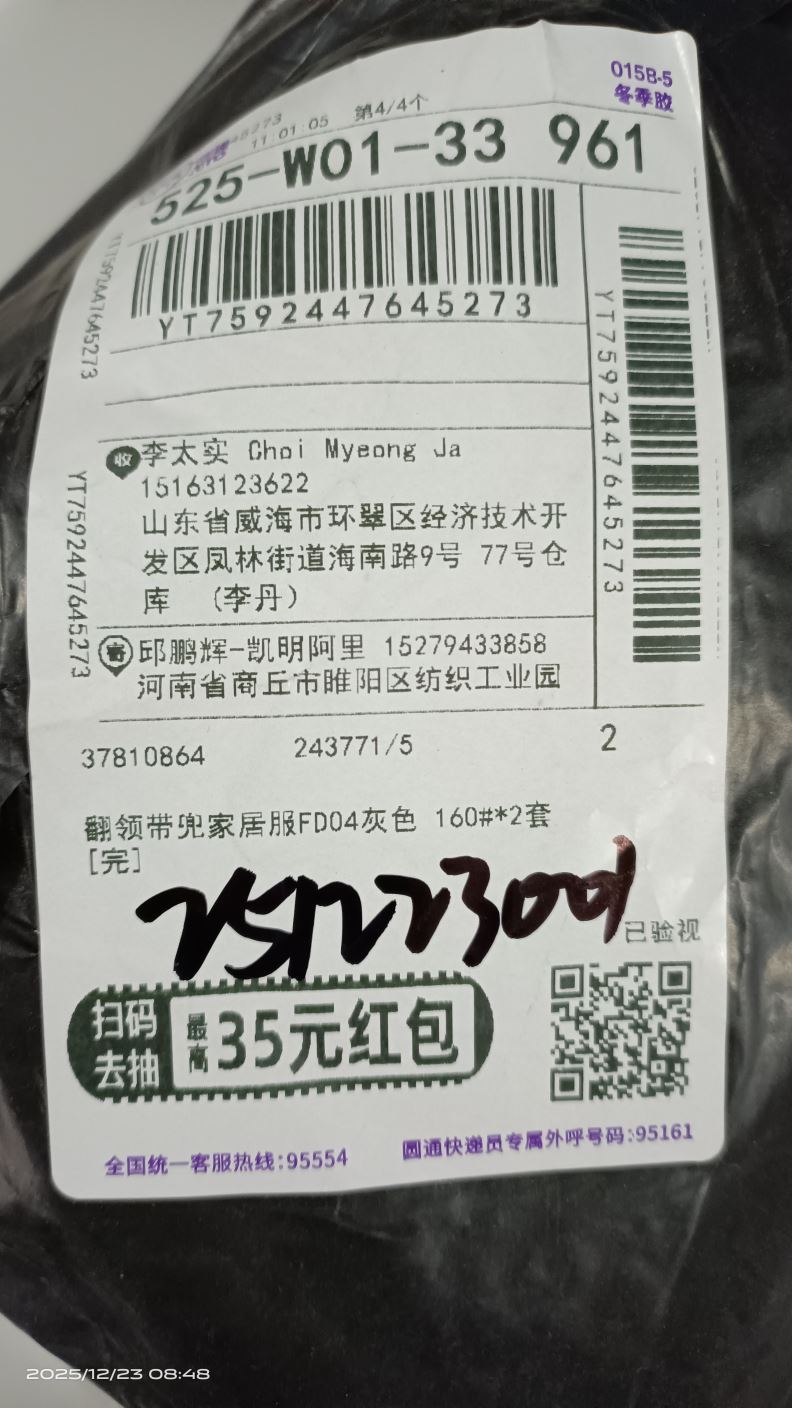 015B-5
冬季胶
11:01:05 第4/4个
525-W01-33 961
YT7592447645273
YT7592447645273
YT7592447645273
YT7592447645273
收 李太实 Choi Myeong Ja
15163123622
山东省威海市环翠区经济技术开
发区凤林街道海南路9号 77号仓
库 (李丹)
寄 邱鹏辉-凯明阿里 15279433858
河南省商丘市睢阳区纺织工业园
37810864 243771/5 2
翻领带兜家居服FD04灰色 160#*2套
[完]
251223001
已验视
扫码去抽 最高35元红包
全国统一客服热线:95554 圆通快递员专属外呼号码:95161
2025/12/23 08:48